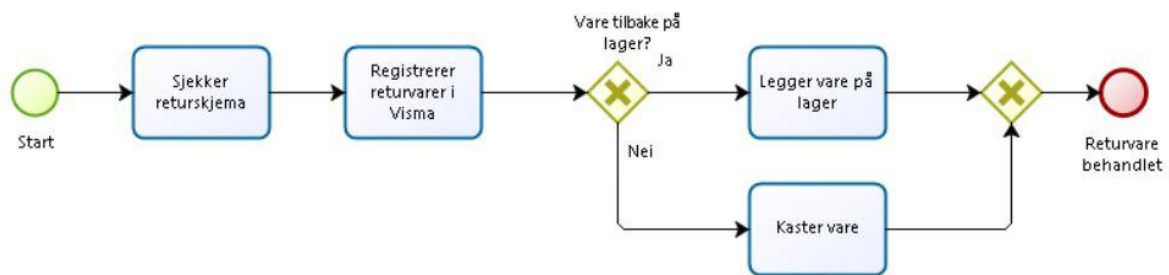 Start
Sjekker
returskjema
Registrerer
returvarer i
Visma
Vare tilbake på
lager?
Ja
Nei
Legger vare på
lager
Kaster vare
Returvare
behandlet